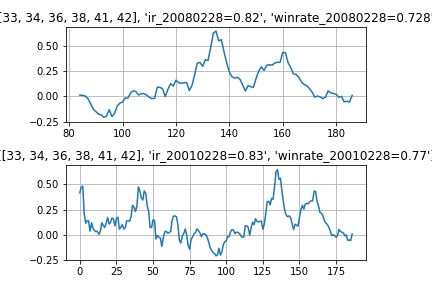 [33, 34, 36, 38, 41, 42], 'ir_20080228=0.82', 'winrate_20080228=0.728'
0.50
0.25
0.00
−0.25
80 100 120 140 160 180
[[33, 34, 36, 38, 41, 42], 'ir_20010228=0.83', 'winrate_20010228=0.77']
0.50
0.25
0.00
−0.25
0 25 50 75 100 125 150 175